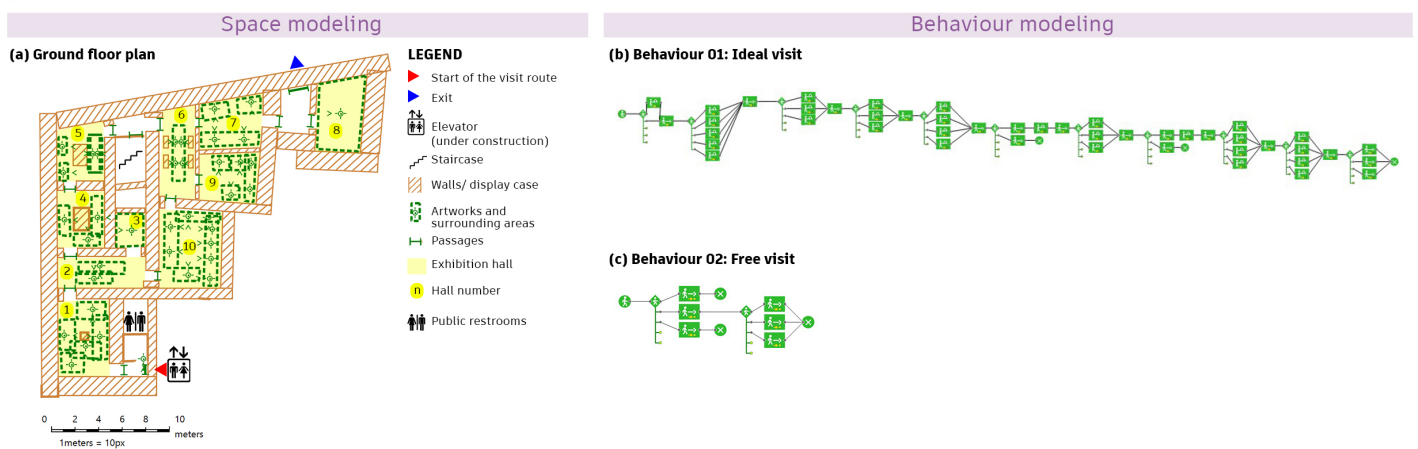 Space modeling
Behaviour modeling
(a) Ground floor plan
LEGEND
Start of the visit route
Exit
Elevator
(under construction)
Staircase
Walls/ display case
Artworks and
surrounding areas
Passages
Exhibition hall
n
Hall number
Public restrooms
5
6
7
8
9
4
3
10
2
1
0 2 4 6 8 10
meters
1meters = 10px
(b) Behaviour 01: Ideal visit
(c) Behaviour 02: Free visit